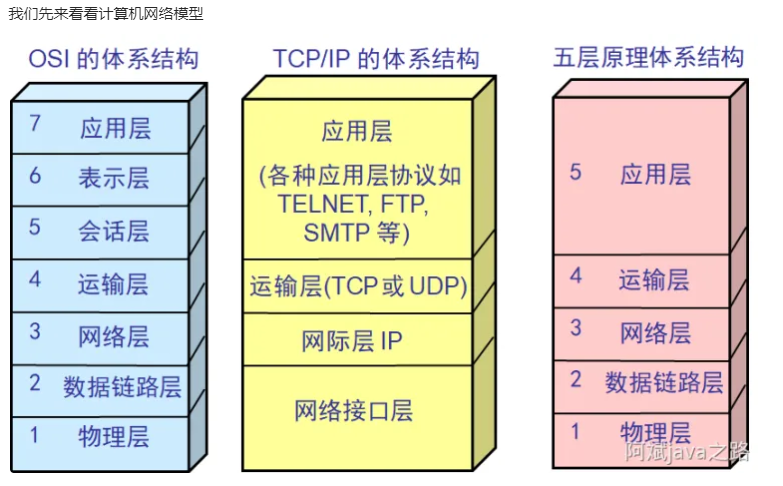 我们先来看看计算机网络模型
OSI 的体系结构
7 应用层
6 表示层
5 会话层
4 运输层
3 网络层
2 数据链路层
1 物理层
TCP/IP 的体系结构
应用层
(各种应用层协议如
TELNET, FTP,
SMTP 等)
运输层(TCP或UDP)
网际层 IP
网络接口层
五层原理体系结构
5 应用层
4 运输层
3 网络层
2 数据链路层
1 物理层
阿斌java之路